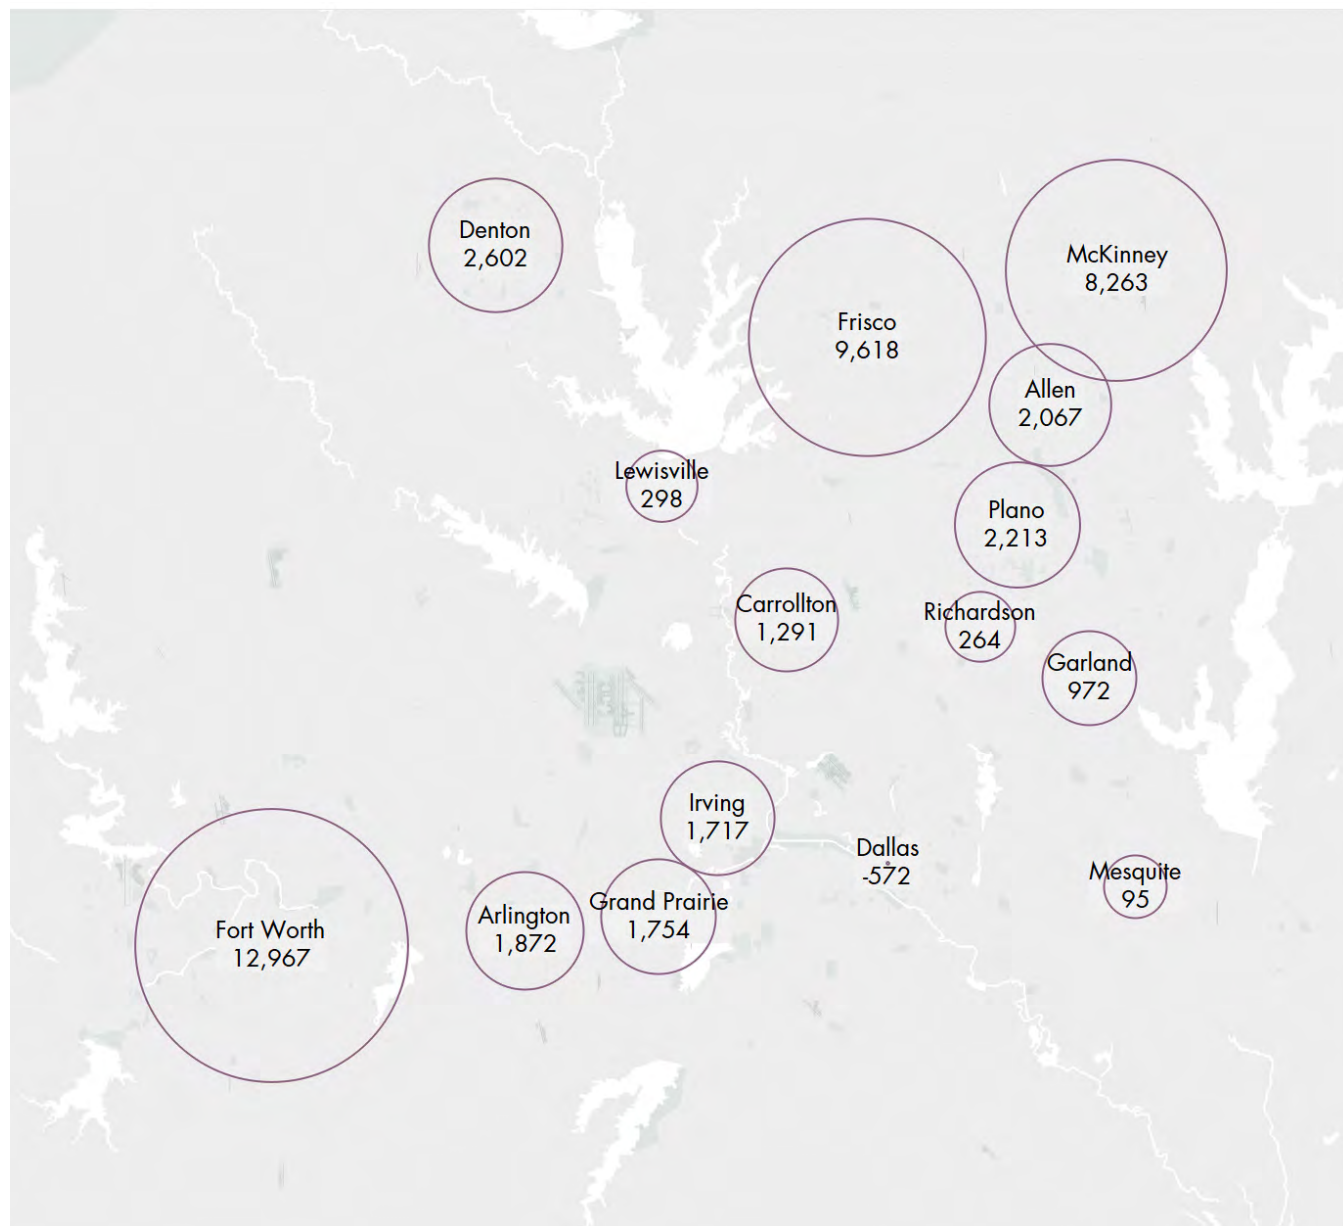 Denton
2,602
McKinney
8,263
Frisco
9,618
Allen
2,067
Lewisville
298
Plano
2,213
Carrollton
1,291
Richardson
264
Garland
972
Irving
1,717
Dallas
-572
Mesquite
95
Grand Prairie
1,754
Arlington
1,872
Fort Worth
12,967